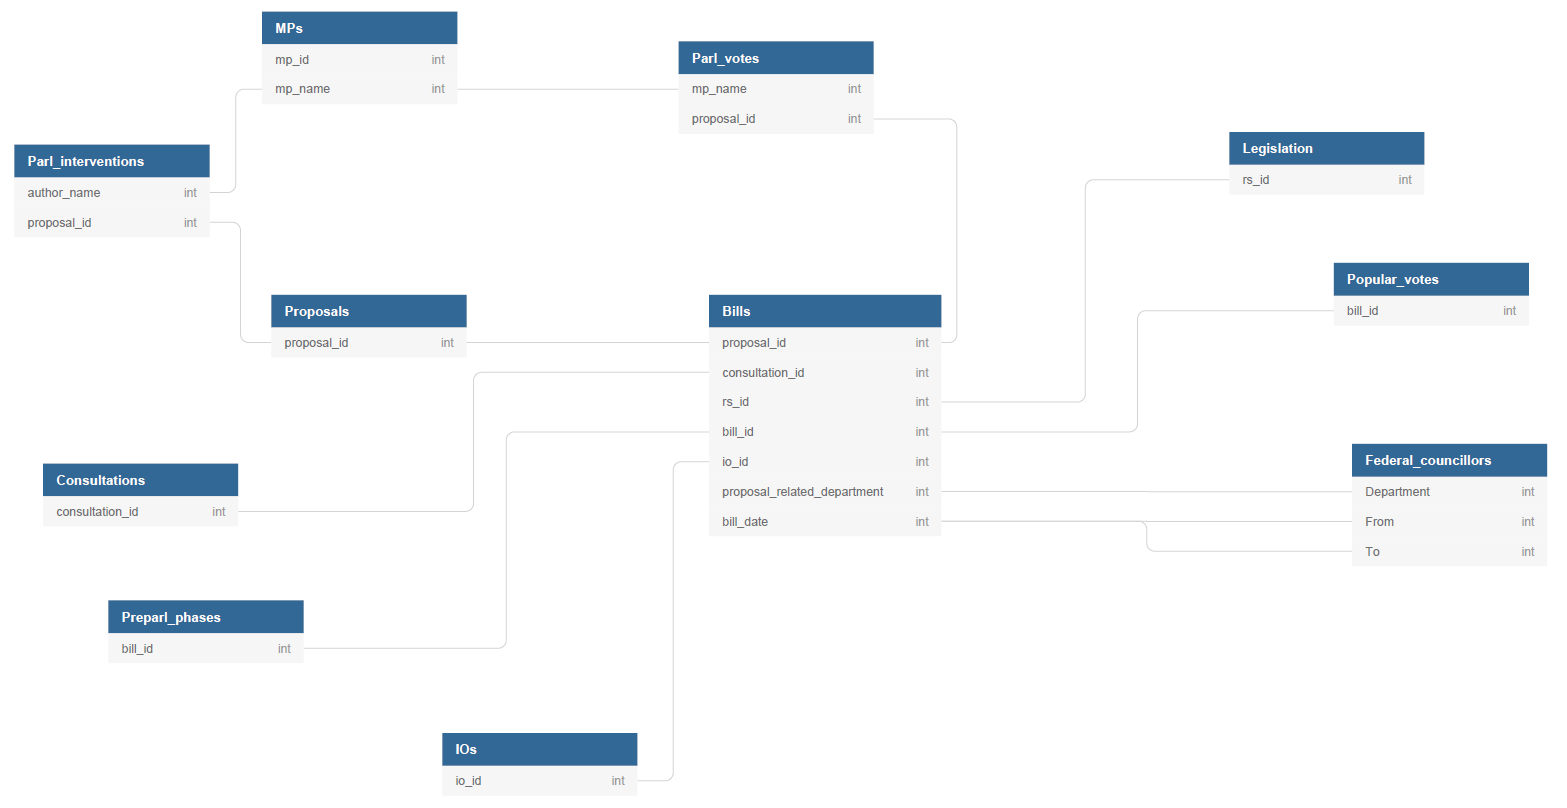 MPs
mp_id int
mp_name int
Parl_votes
mp_name int
proposal_id int
Parl_interventions
author_name int
proposal_id int
Legislation
rs_id int
Popular_votes
bill_id int
Proposals
proposal_id int
Bills
proposal_id int
consultation_id int
rs_id int
bill_id int
io_id int
proposal_related_department int
bill_date int
Federal_councillors
Department int
From int
To int
Consultations
consultation_id int
Preparl_phases
bill_id int
IOs
io_id int